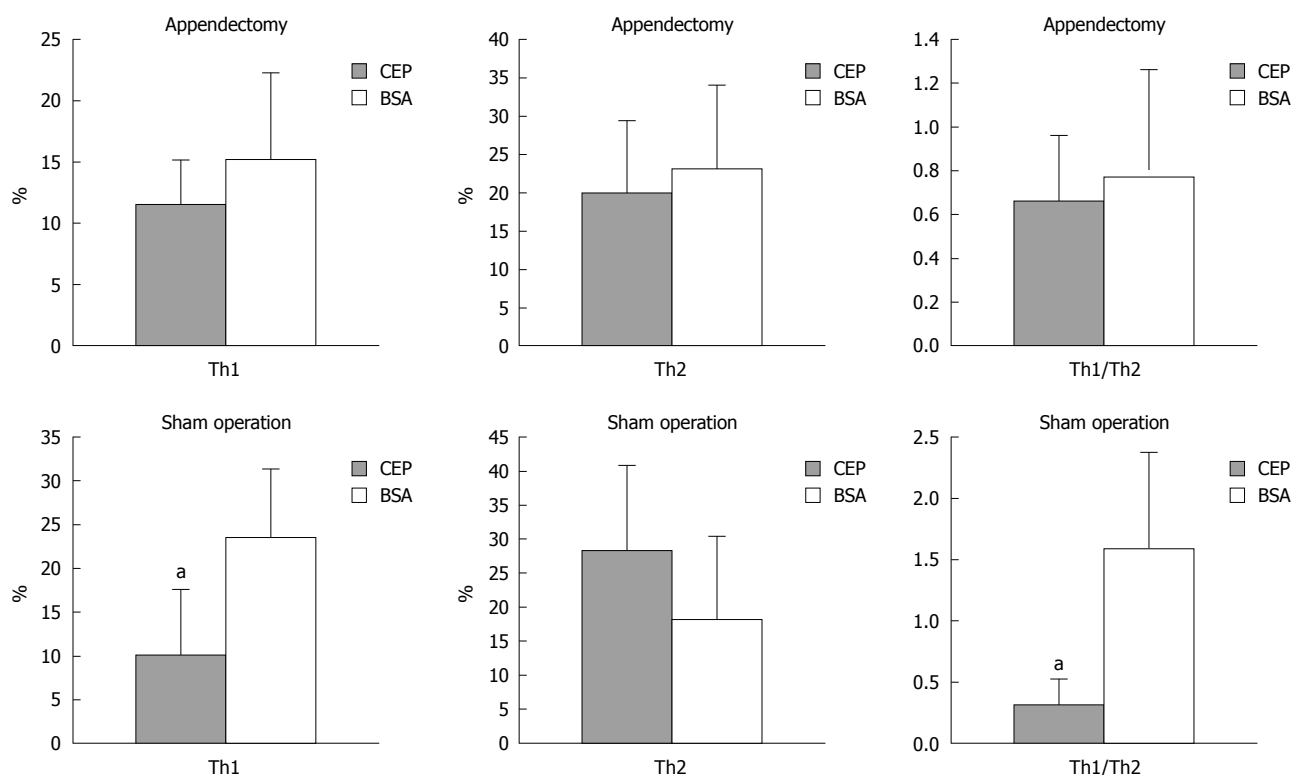 Appendectomy
25
20
15
10
5
0
%
CEP
BSA
Th1
Appendectomy
40
35
30
25
20
15
10
5
0
%
CEP
BSA
Th2
Appendectomy
1.4
1.2
1.0
0.8
0.6
0.4
0.2
0.0
CEP
BSA
Th1/Th2
Sham operation
35
30
25
20
15
10
5
0
%
a
CEP
BSA
Th1
Sham operation
45
40
35
30
25
20
15
10
5
0
%
CEP
BSA
Th2
Sham operation
2.5
2.0
1.5
1.0
0.5
0.0
a
CEP
BSA
Th1/Th2